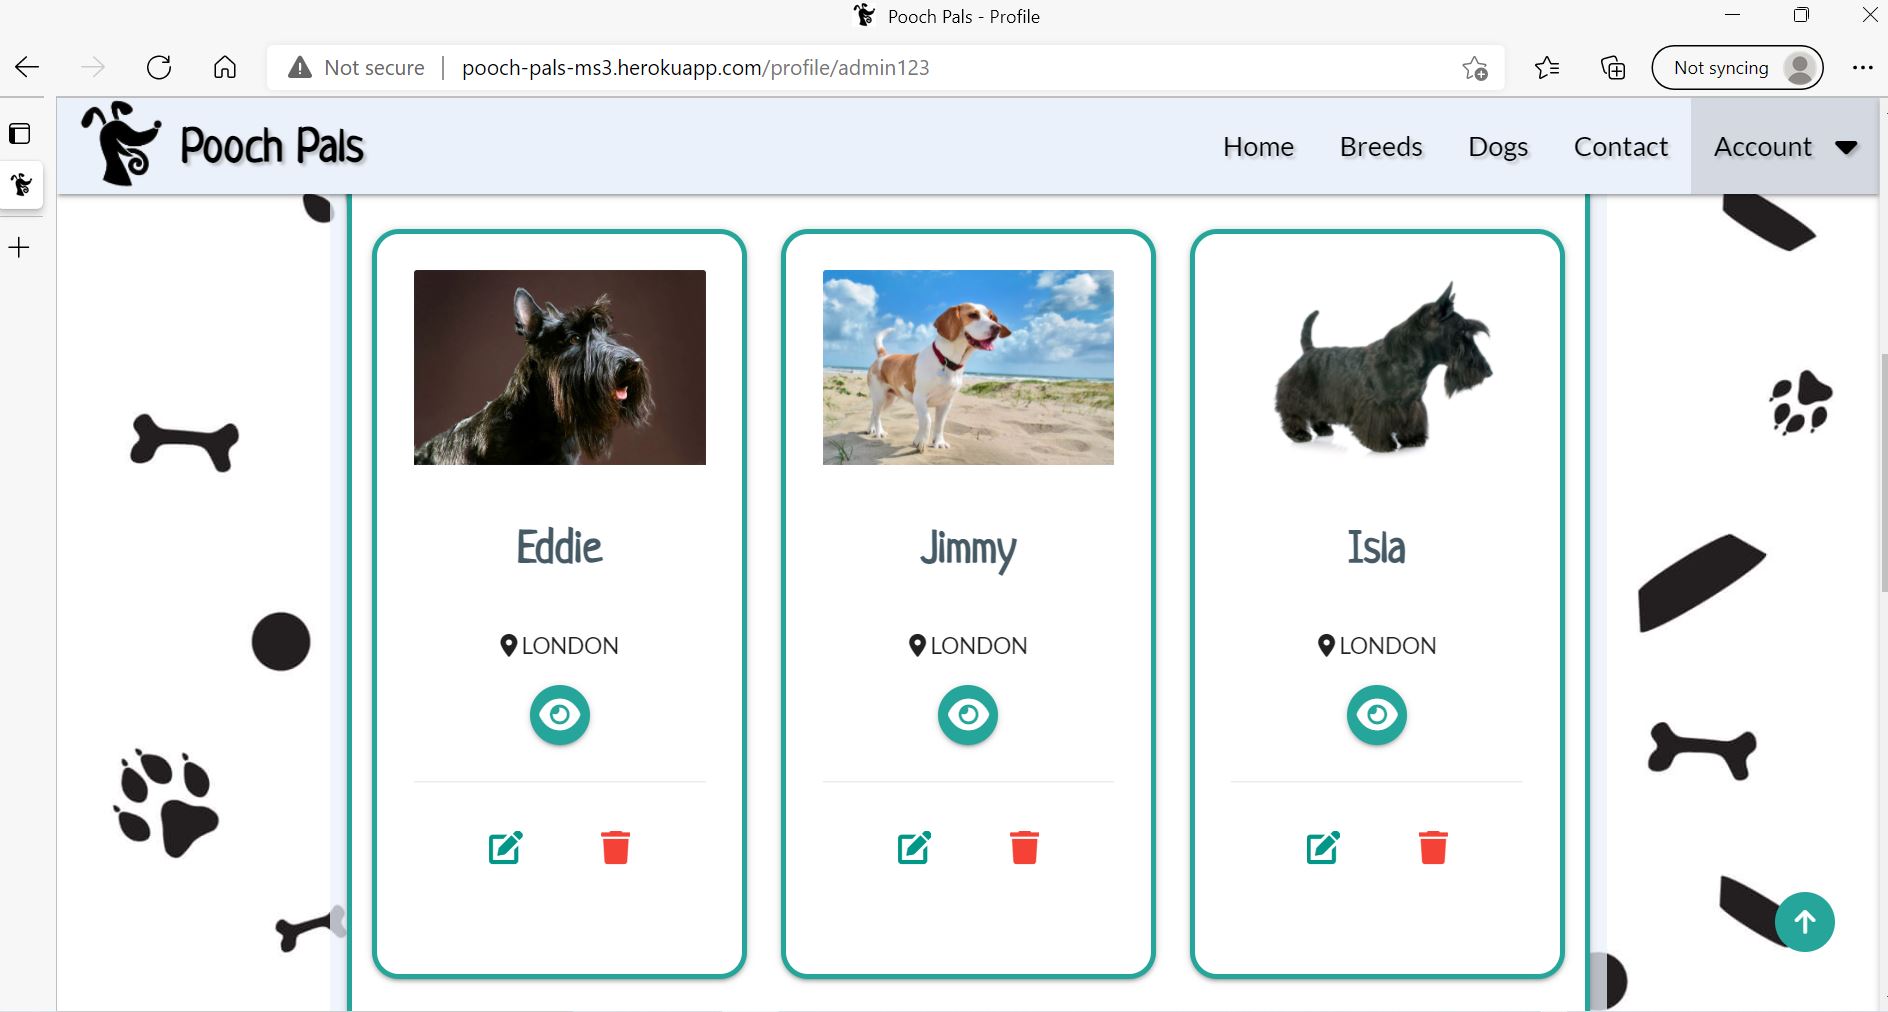 Pooch Pals - Profile
Not secure
pooch-pals-ms3.herokuapp.com/profile/admin123
Not syncing
Pooch Pals
Home
Breeds
Dogs
Contact
Account
Eddie
Jimmy
Isla
LONDON
LONDON
LONDON